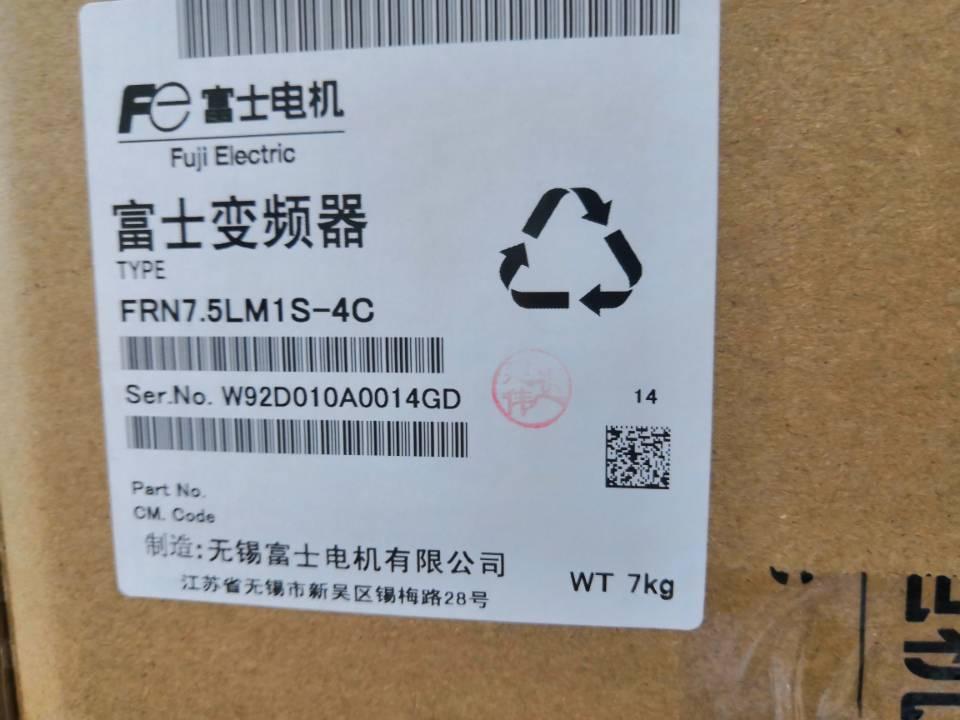 Fe 富士电机
Fuji Electric
富士变频器
TYPE
FRN7.5LM1S-4C
Ser.No. W92D010A0014GD
14
Part No.
CM. Code
制造:无锡富士电机有限公司
江苏省无锡市新吴区锡梅路28号
WT 7kg